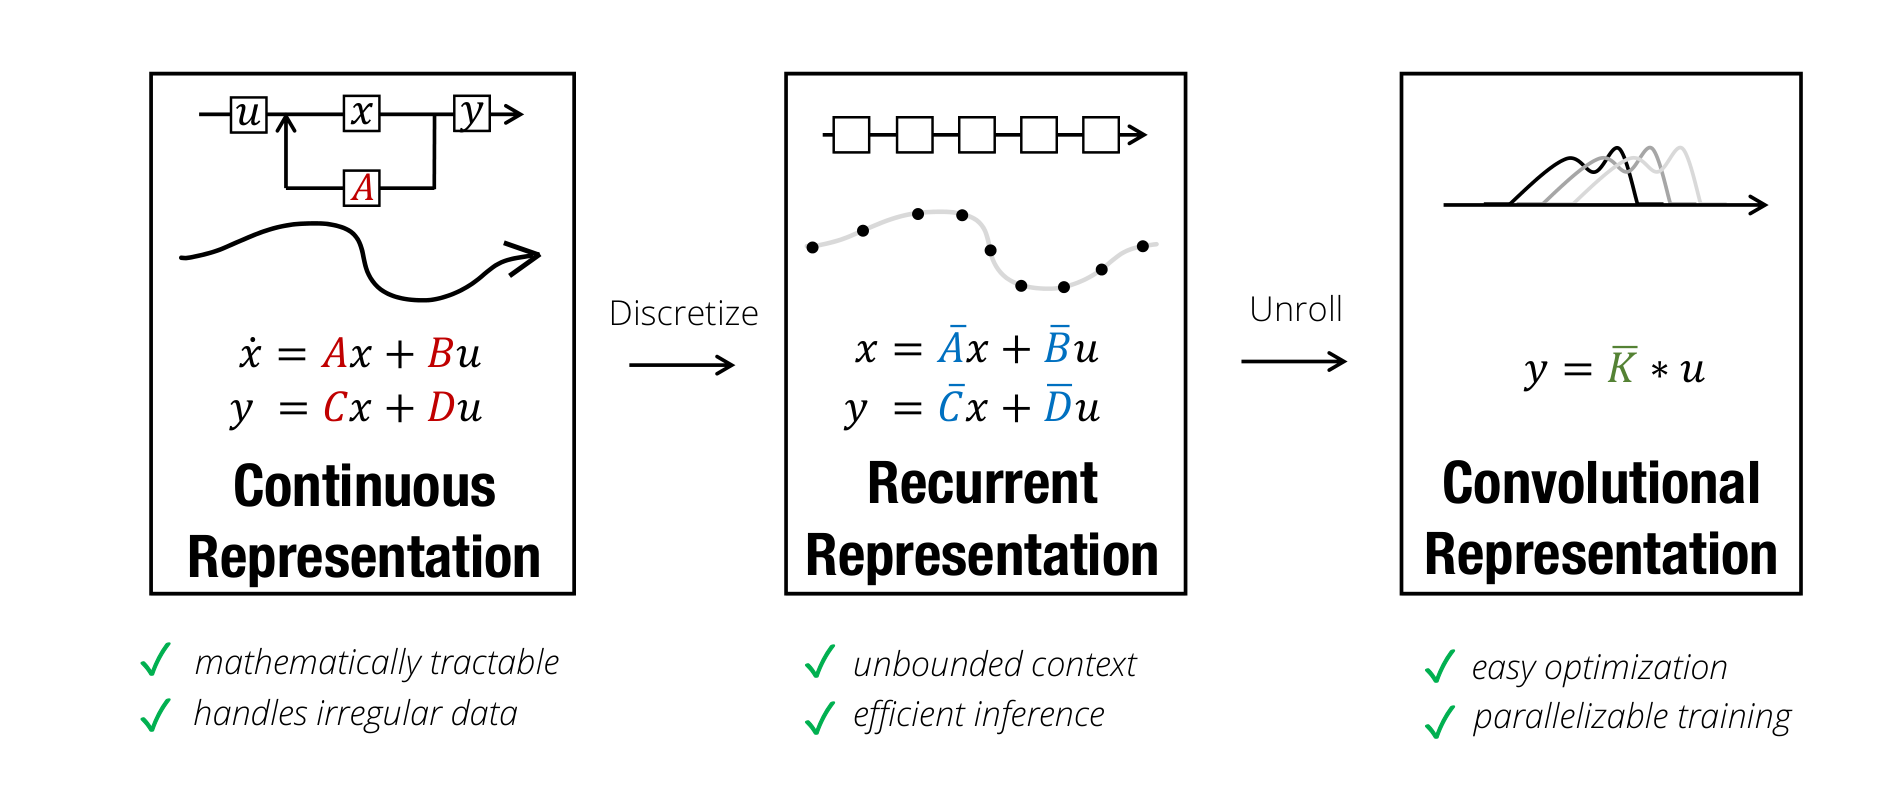 u
x
y
A
ẋ = Ax + Bu
y = Cx + Du
Continuous
Representation
✓ mathematically tractable
✓ handles irregular data
Discretize
x = A̅x + B̅u
y = C̅x + D̅u
Recurrent
Representation
✓ unbounded context
✓ efficient inference
Unroll
y = K̅ ∗ u
Convolutional
Representation
✓ easy optimization
✓ parallelizable training